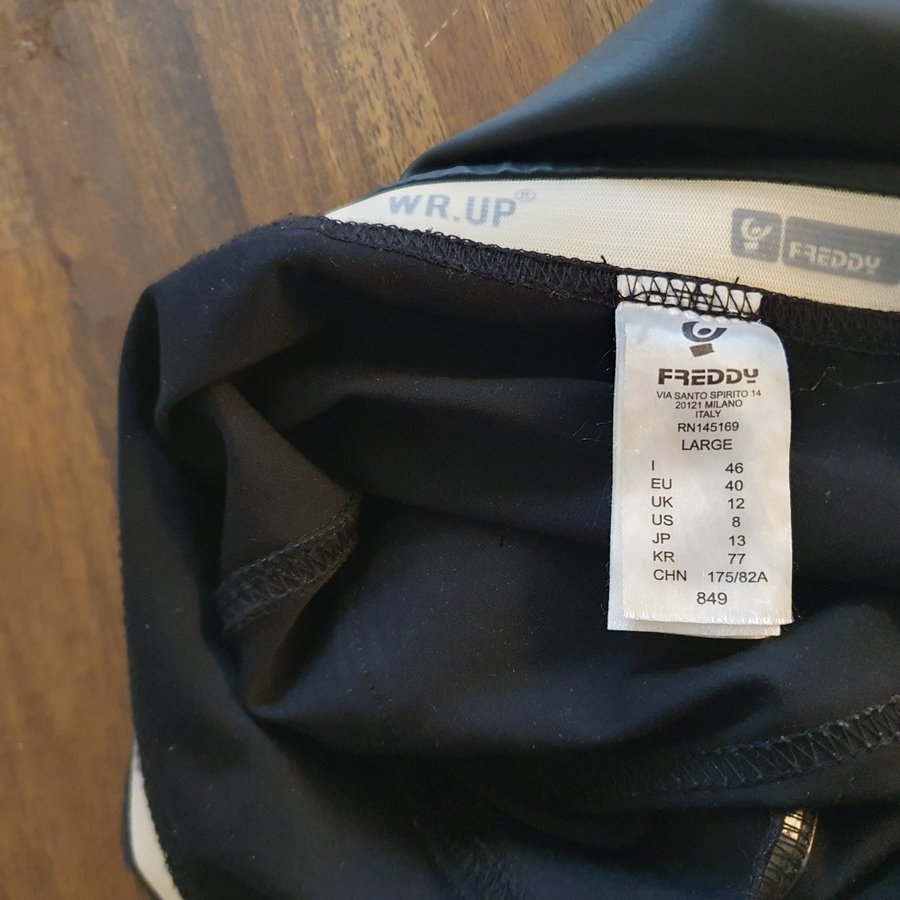 WR.UP®
FREDDY
FREDDY
VIA SANTO SPIRITO 14
20121 MILANO
ITALY
RN145169
LARGE
I 46
EU 40
UK 12
US 8
JP 13
KR 77
CHN 175/82A
849